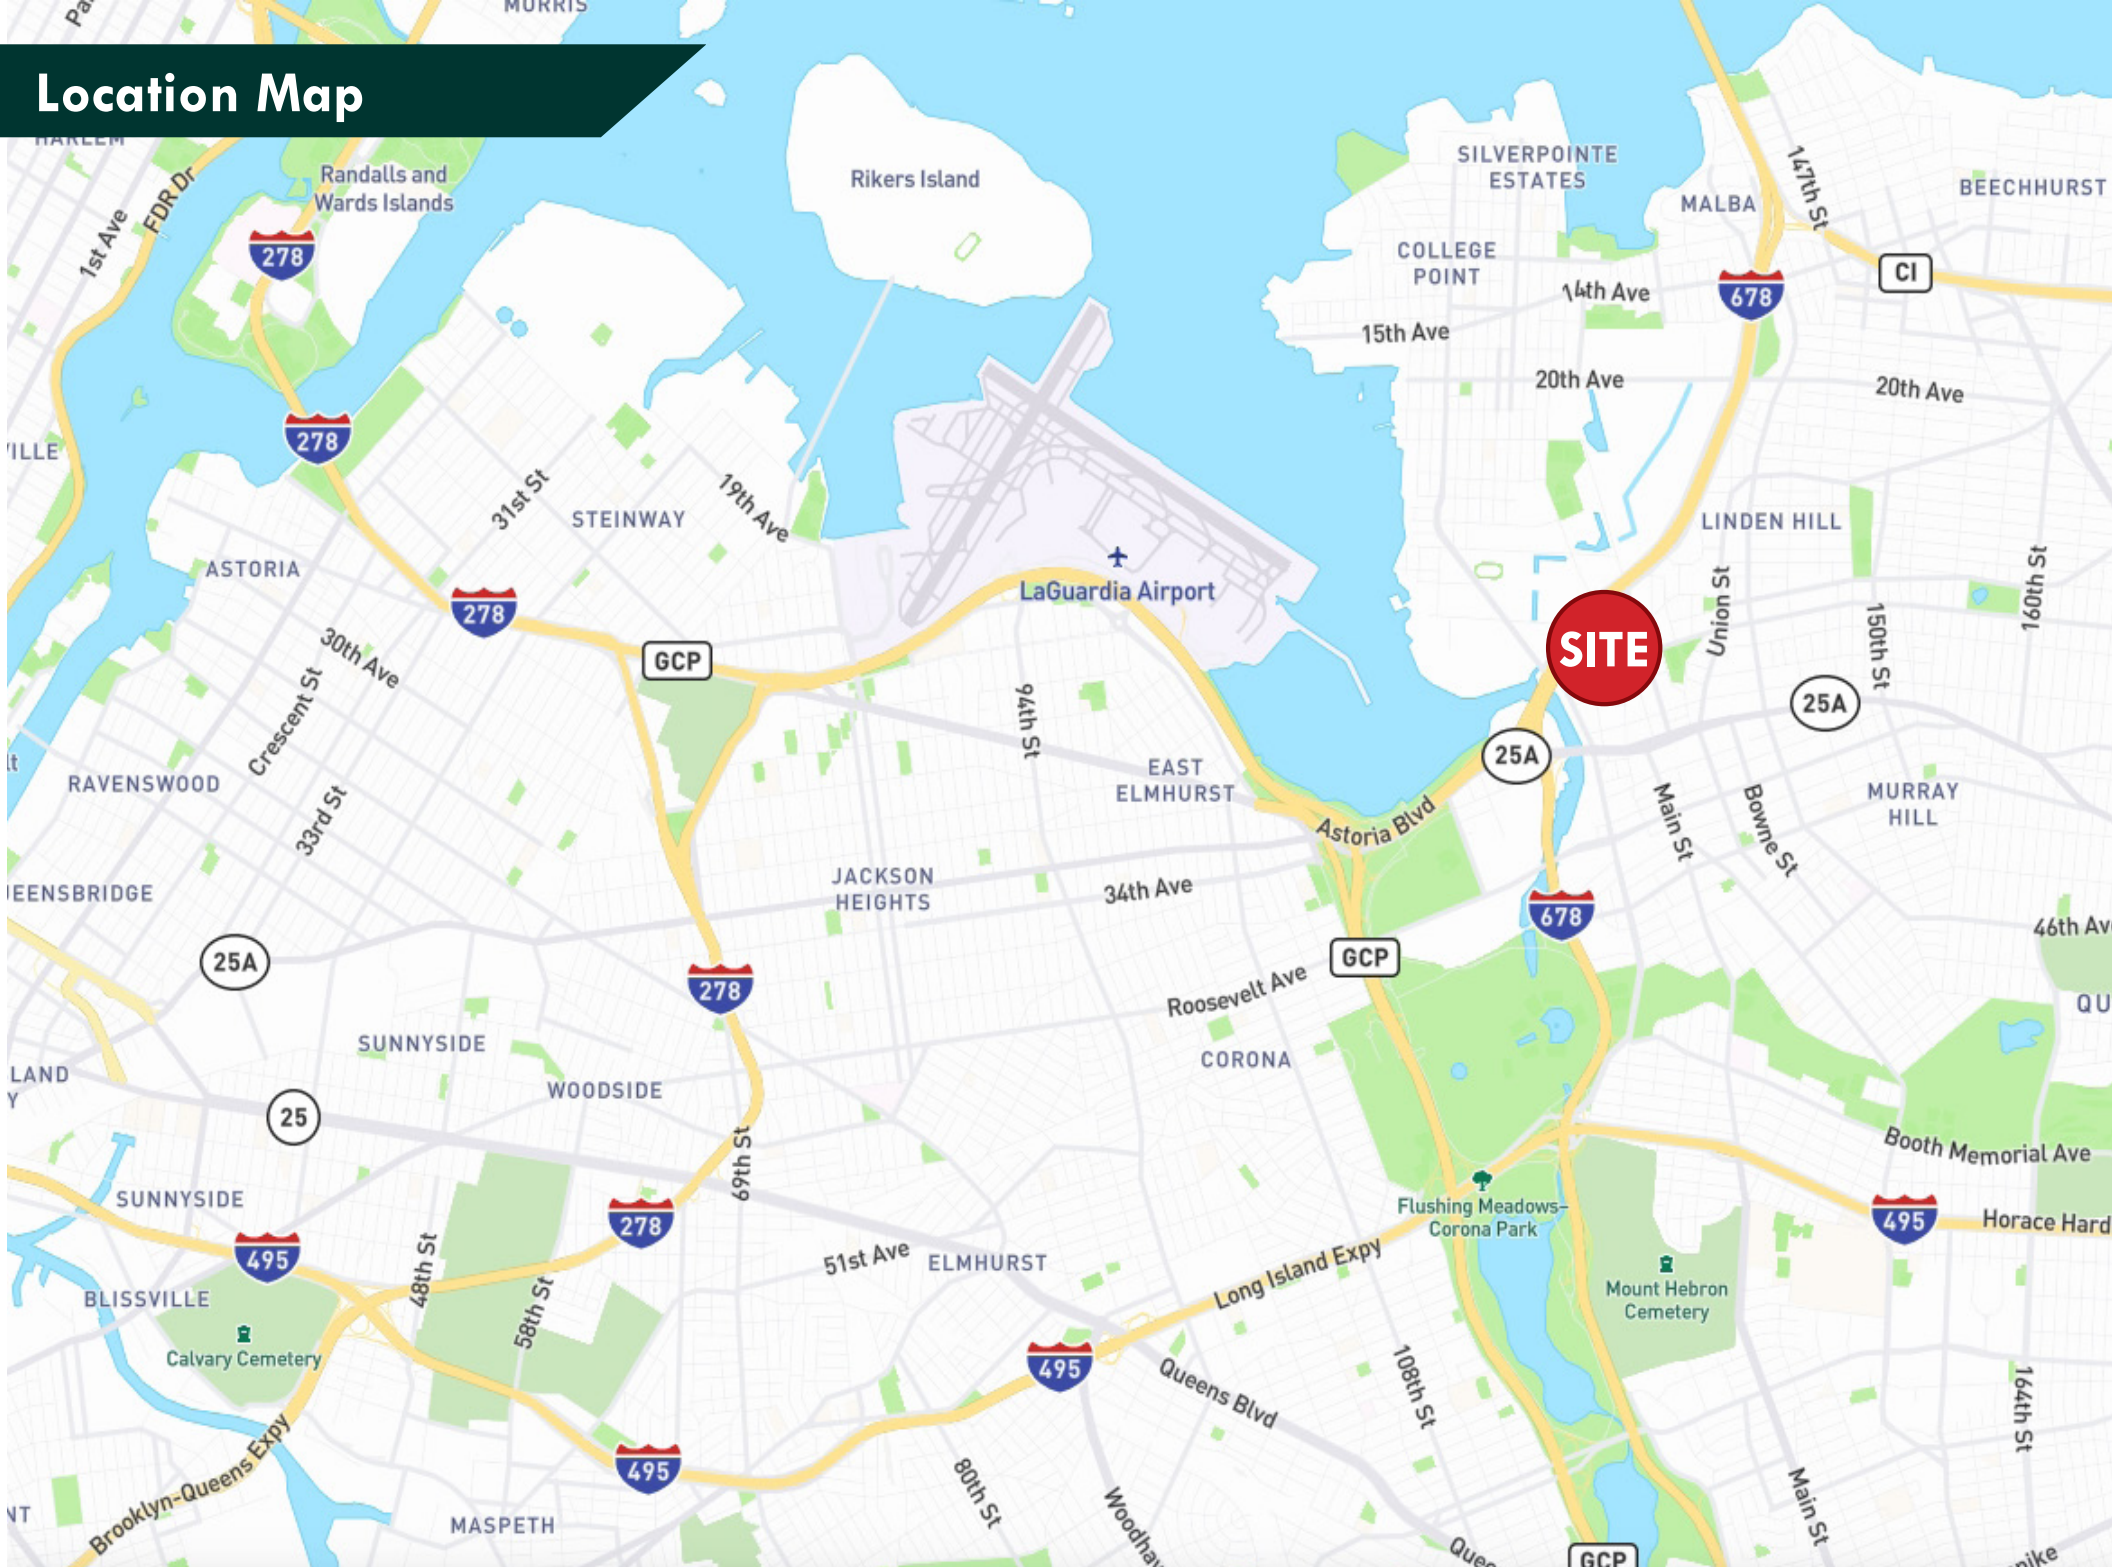 MORRIS
Location Map
HARLEM
FDR Dr
1st Ave
Randalls and
Wards Islands
278
Rikers Island
SILVERPOINTE
ESTATES
147th St
BEECHHURST
MALBA
COLLEGE
POINT
14th Ave
678
CI
15th Ave
20th Ave
20th Ave
278
31st St
STEINWAY
19th Ave
LINDEN HILL
ASTORIA
LaGuardia Airport
278
Union St
150th St
160th St
30th Ave
GCP
SITE
Crescent St
94th St
25A
25A
RAVENSWOOD
33rd St
EAST
ELMHURST
Astoria Blvd
Main St
Bowne St
MURRAY
HILL
JACKSON
HEIGHTS
34th Ave
678
46th Av
25A
278
GCP
Roosevelt Ave
QU
SUNNYSIDE
CORONA
LAND
Y
WOODSIDE
25
69th St
Booth Memorial Ave
SUNNYSIDE
278
Flushing Meadows–
Corona Park
495
Horace Hard
495
48th St
51st Ave
ELMHURST
Long Island Expy
BLISSVILLE
58th St
Mount Hebron
Cemetery
Calvary Cemetery
495
Queens Blvd
108th St
164th St
Brooklyn-Queens Expy
495
80th St
Woodha
Main St
NT
MASPETH
Que
GCP
pike